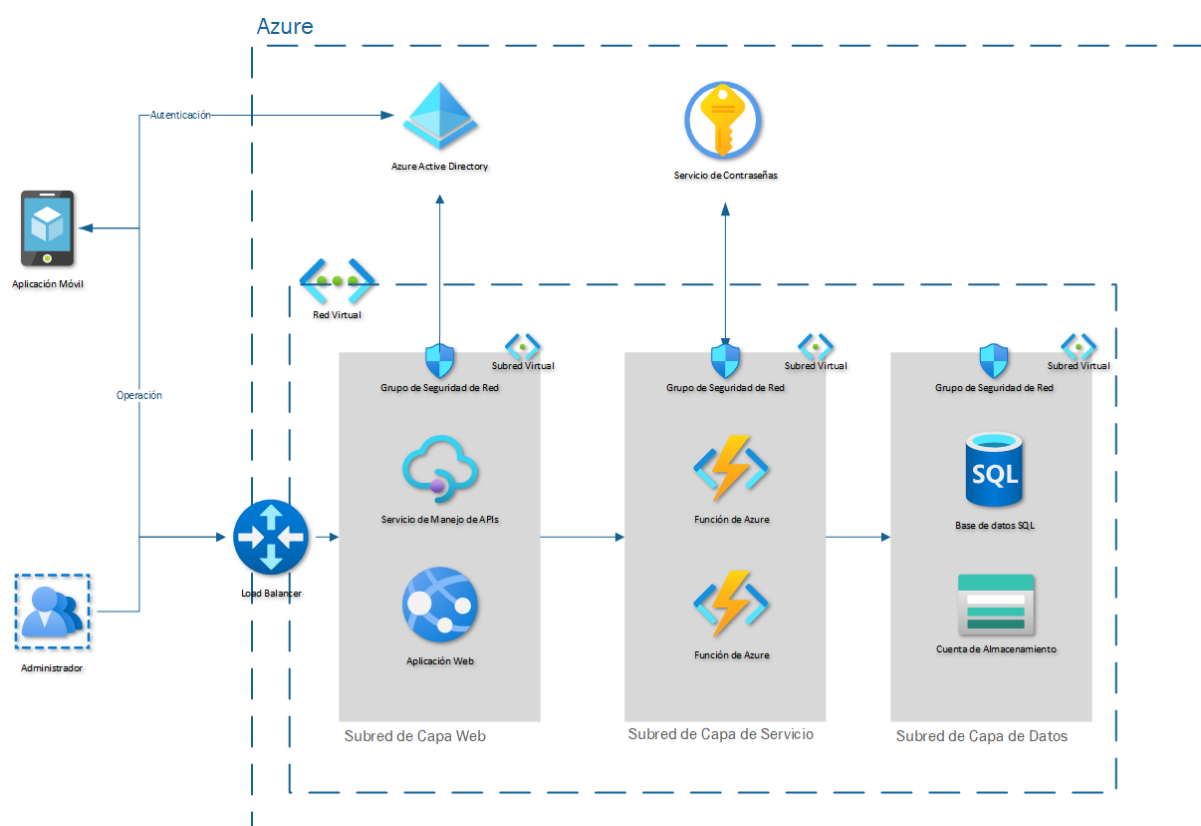 Azure
Autenticación
Azure Active Directory
Servicio de Contraseñas
Aplicación Móvil
Red Virtual
Subred Virtual
Subred Virtual
Subred Virtual
Grupo de Seguridad de Red
Grupo de Seguridad de Red
Grupo de Seguridad de Red
Operación
SQL
Servicio de Manejo de APIs
Función de Azure
Base de datos SQL
Load Balancer
Aplicación Web
Función de Azure
Cuenta de Almacenamiento
Administrador
Subred de Capa Web
Subred de Capa de Servicio
Subred de Capa de Datos